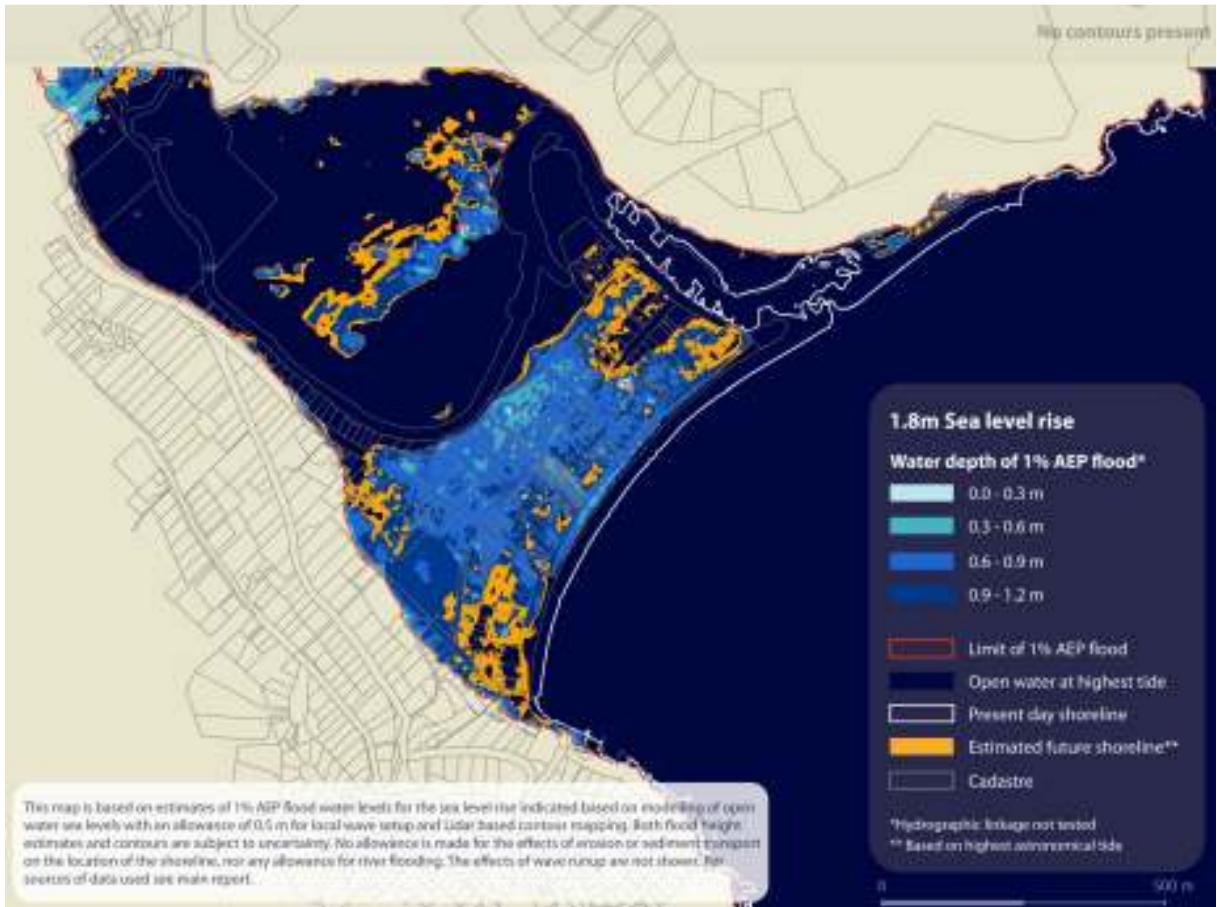 No contours present
1.8m Sea level rise
Water depth of 1% AEP flood*
0.0 - 0.3 m
0.3 - 0.6 m
0.6 - 0.9 m
0.9 - 1.2 m
Limit of 1% AEP flood
Open water at highest tide
Present day shoreline
Estimated future shoreline**
Cadastre
*Hydrographic linkage not tested
** Based on highest astronomical tide
This map is based on estimates of 1% AEP flood water levels for the sea level rise indicated based on modelling of open
water sea levels with an allowance of 0.5 m for local wave setup and Lidar based contour mapping. Both flood height
estimates and contours are subject to uncertainty. No allowance is made for the effects of erosion or sediment transport
on the location of the shoreline, nor any allowance for river flooding. The effects of wave runup are not shown. For
sources of data used see main report.
0
500 m